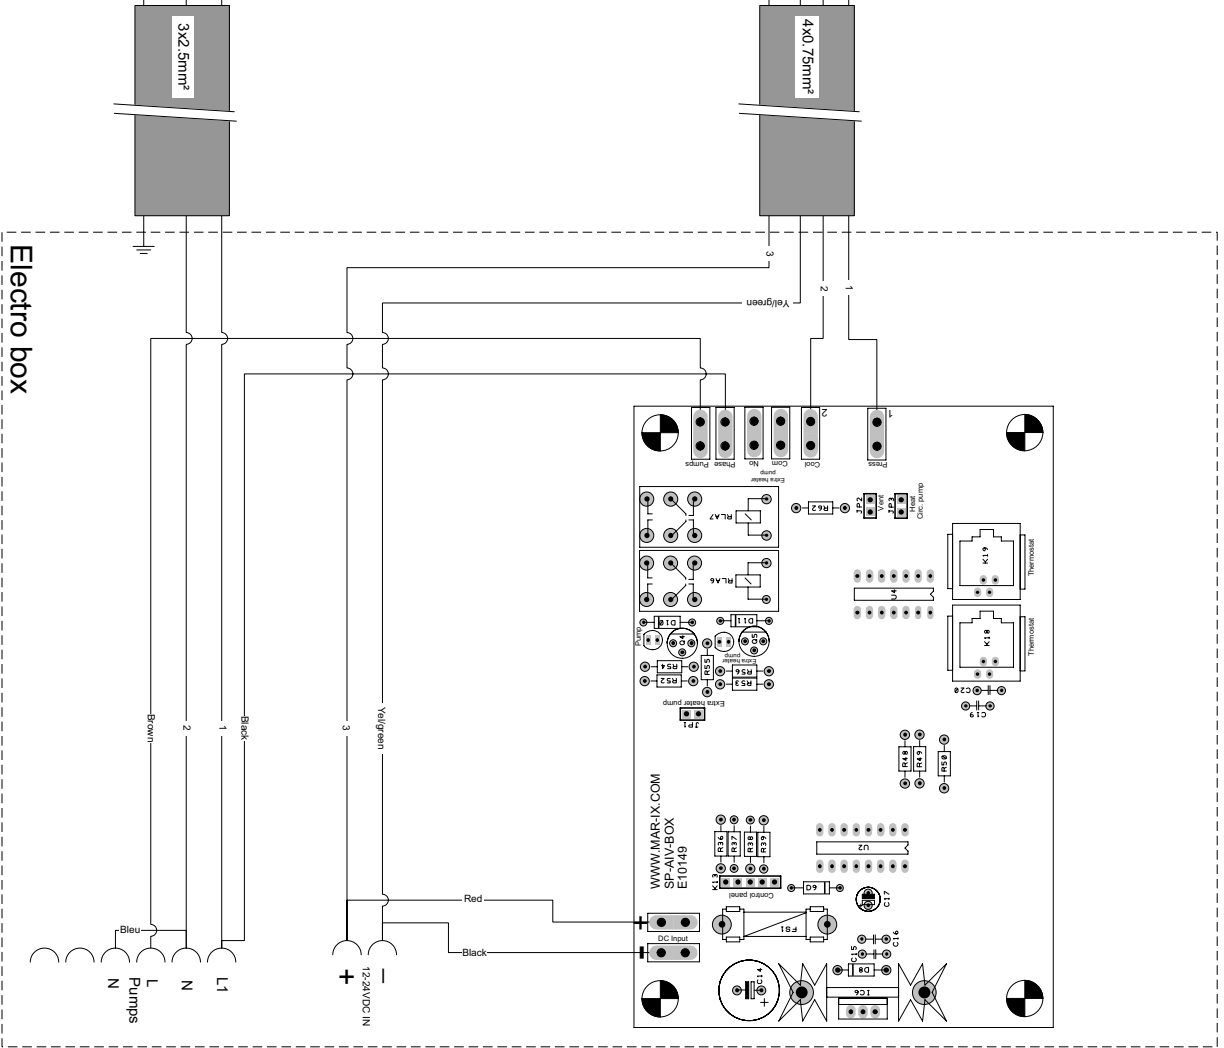 3x2.5mm²
4x0.75mm²
Electro box
3
Yel/green
2
1
2
1
Pumps
Phase
No
Com
Extra heater
pump
Cool
Press
RLA7
RLA6
R62
JP2
Vent
JP3
Heat
Circ. pump
K19
Thermostat
K18
Thermostat
U4
C20
C19
D10
D11
Pump
Q4
Q5
Extra heater
pump
R54
R52
R55
R56
R53
Extra heater pump
JP1
R48
R49
R50
WWW.MAR-IX.COM
SP-AIV-BOX
E10149
R36
R37
R38
R39
U2
K13
Control panel
D9
C17
+
DC Input
-
FS1
C16
C15
C14
+
D8
IC6
Brown
2
1
Black
3
Yel/green
Red
Black
Bleu
N
L
Pumps
N
L1
+
12-24VDC IN
−